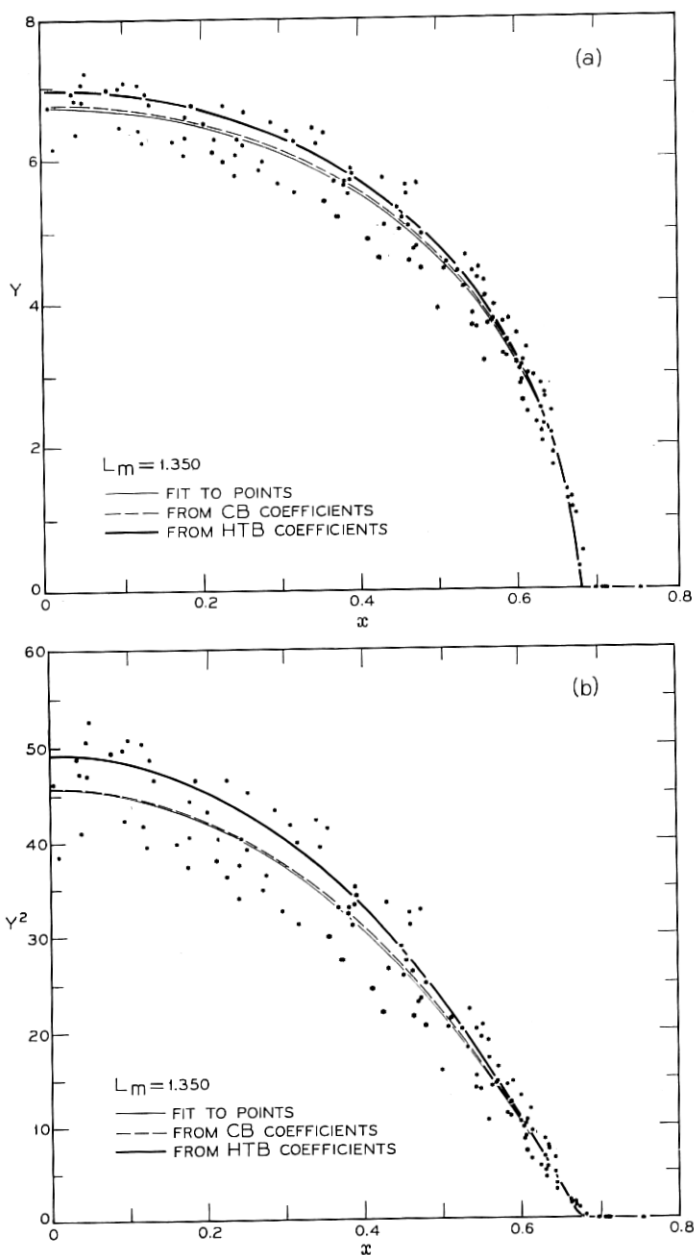 8
(a)
6
Y
4
2
Lm=1.350
FIT TO POINTS
FROM CB COEFFICIENTS
FROM HTB COEFFICIENTS
0
0 0.2 0.4 0.6 0.8
x
60
(b)
50
40
Y2
30
20
Lm=1.350
FIT TO POINTS
FROM CB COEFFICIENTS
FROM HTB COEFFICIENTS
10
0
0 0.2 0.4 0.6 0.8
x